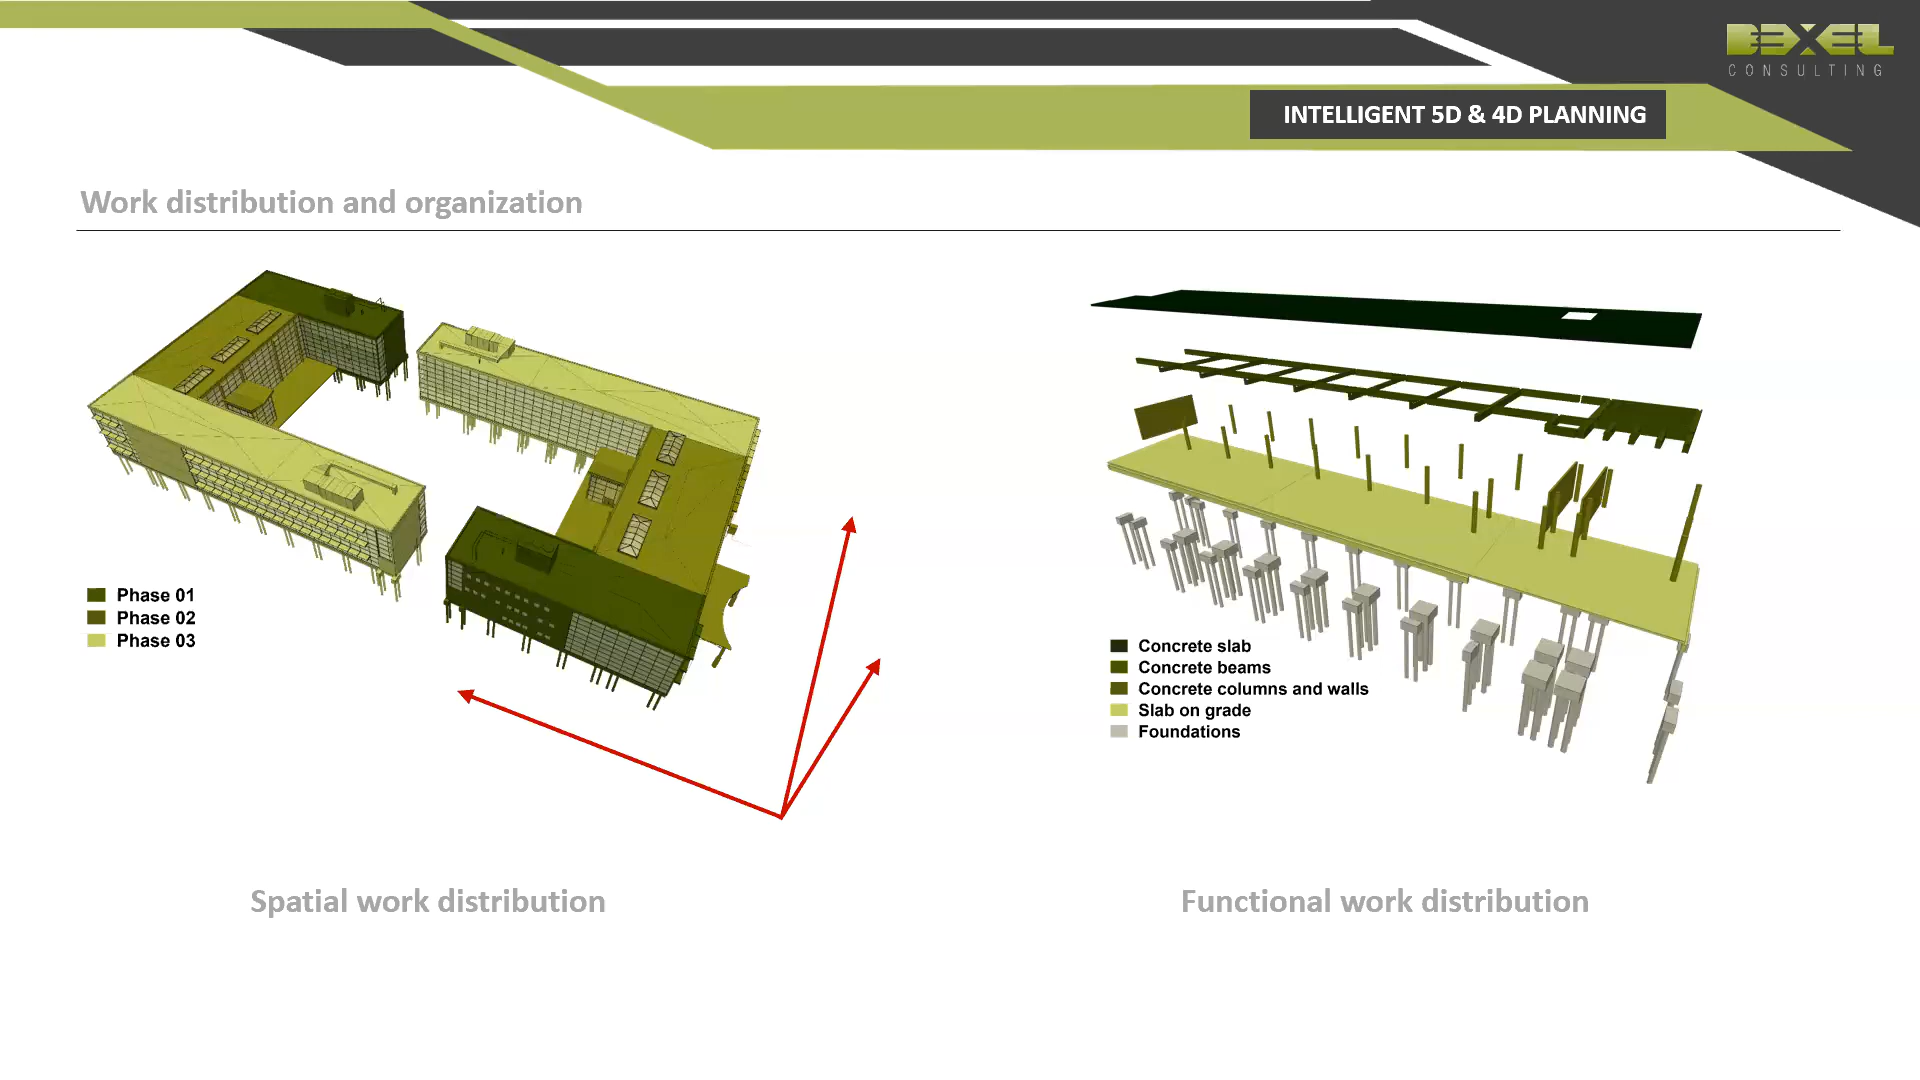 BEXEL
CONSULTING
INTELLIGENT 5D & 4D PLANNING
Work distribution and organization
Phase 01
Phase 02
Phase 03
Concrete slab
Concrete beams
Concrete columns and walls
Slab on grade
Foundations
Spatial work distribution
Functional work distribution